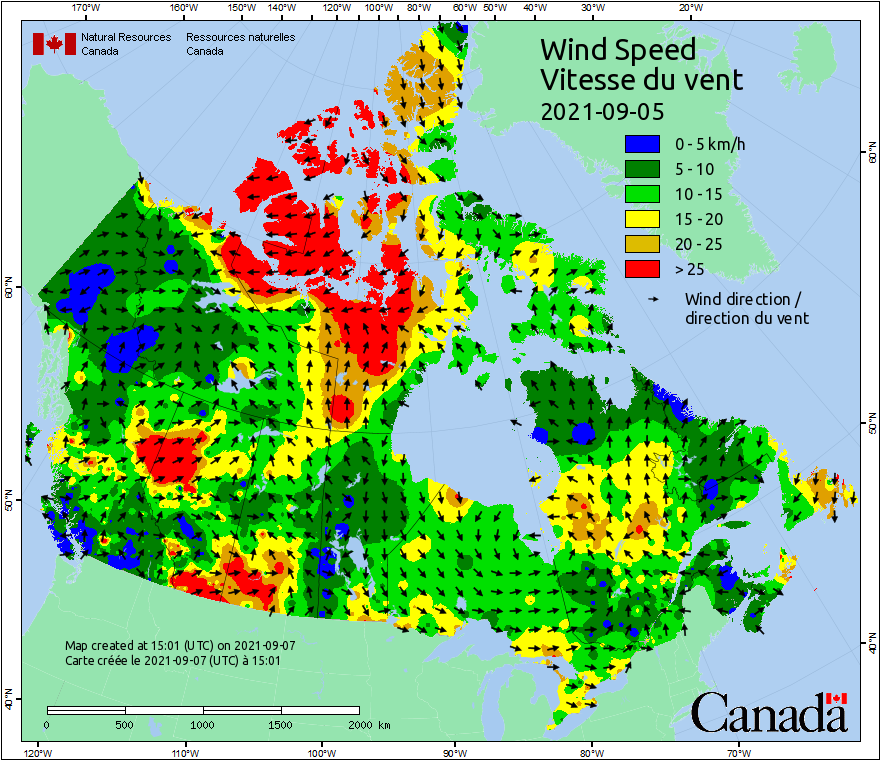 170°W 160°W 150°W 140°W 130°W 120°W 110°W 100°W 90°W 80°W 60°W 50°W 40°W 30°W 20°W
Natural Resources Ressources naturelles
Canada Canada
Wind Speed
Vitesse du vent
2021-09-05
0 - 5 km/h
5 - 10
10 - 15
15 - 20
20 - 25
> 25
Wind direction /
direction du vent
60°N 60°N
50°N 50°N
40°N 40°N
Map created at 15:01 (UTC) on 2021-09-07
Carte créée le 2021-09-07 (UTC) à 15:01
0 500 1000 1500 2000 km
Canada
120°W 110°W 100°W 90°W 80°W 70°W